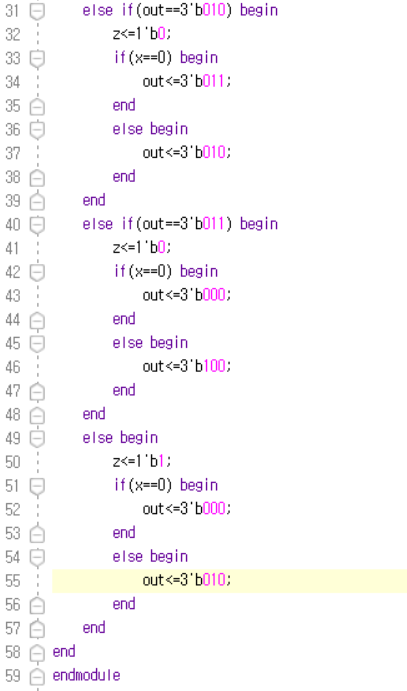 31 else if(out==3'b010) begin
32 z<=1'b0;
33 if(x==0) begin
34 out<=3'b011;
35 end
36 else begin
37 out<=3'b010;
38 end
39 end
40 else if(out==3'b011) begin
41 z<=1'b0;
42 if(x==0) begin
43 out<=3'b000;
44 end
45 else begin
46 out<=3'b100;
47 end
48 end
49 else begin
50 z<=1'b1;
51 if(x==0) begin
52 out<=3'b000;
53 end
54 else begin
55 out<=3'b010;
56 end
57 end
58 end
59 endmodule